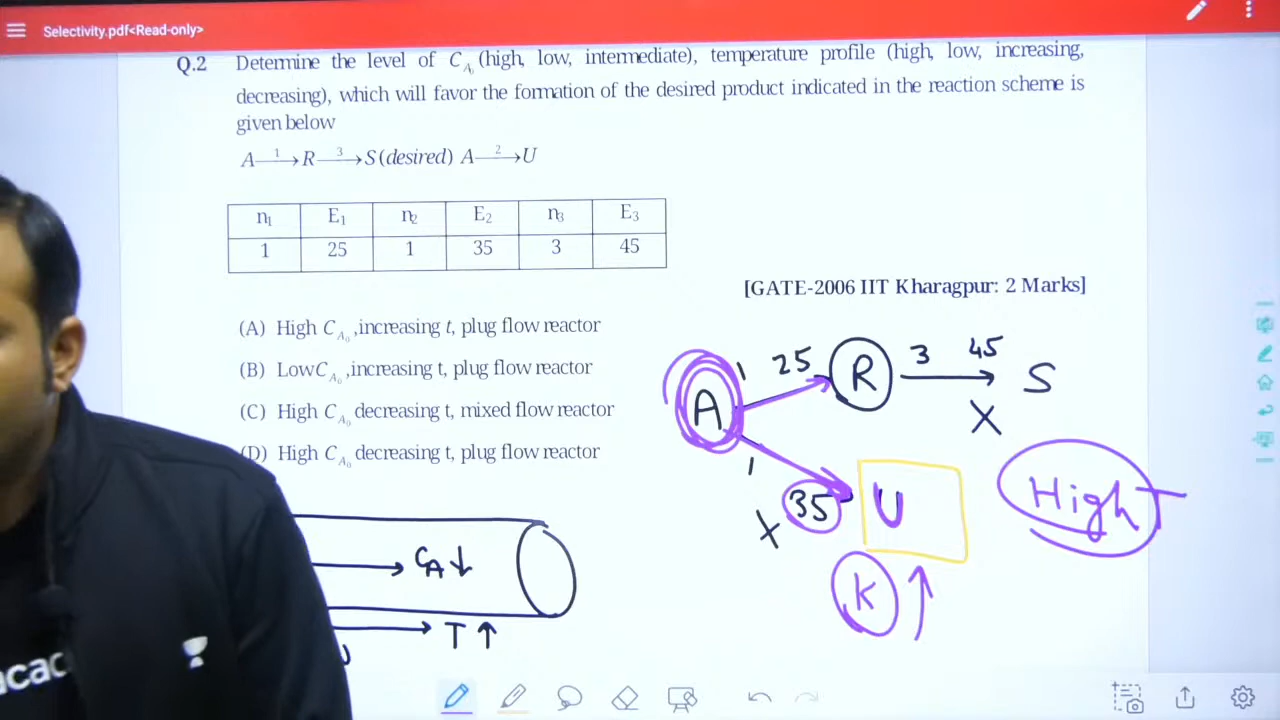 Selectivity.pdf<Read-only>
Q.2 Determine the level of C_A₀ (high, low, intermediate), temperature profile (high, low, increasing,
decreasing), which will favor the formation of the desired product indicated in the reaction scheme is
given below
A —1→ R —3→ S(desired) A —2→ U
n₁ E₁ n₂ E₂ n₃ E₃
1 25 1 35 3 45
[GATE-2006 IIT Kharagpur: 2 Marks]
(A) High C_A₀, increasing t, plug flow reactor
(B) Low C_A₀, increasing t, plug flow reactor
(C) High C_A₀ decreasing t, mixed flow reactor
(D) High C_A₀ decreasing t, plug flow reactor
A 1 25 R 3 45 S
X
1 35 U
X
High T
K ↑
C_A ↓
T ↑
acac